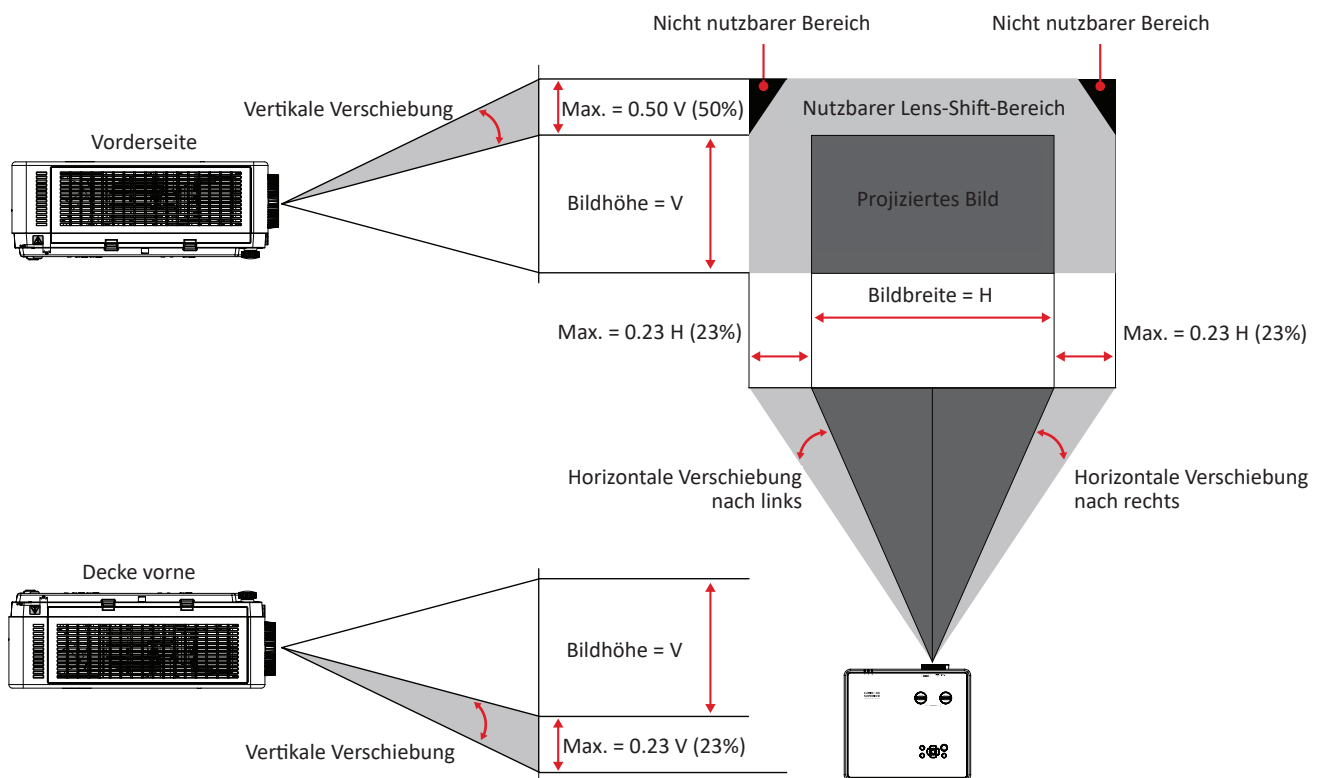 Nicht nutzbarer Bereich
Nicht nutzbarer Bereich
Vertikale Verschiebung
Max. = 0.50 V (50%)
Nutzbarer Lens-Shift-Bereich
Vorderseite
Bildhöhe = V
Projiziertes Bild
Bildbreite = H
Max. = 0.23 H (23%)
Max. = 0.23 H (23%)
Horizontale Verschiebung
nach links
Horizontale Verschiebung
nach rechts
Decke vorne
Bildhöhe = V
Vertikale Verschiebung
Max. = 0.23 V (23%)